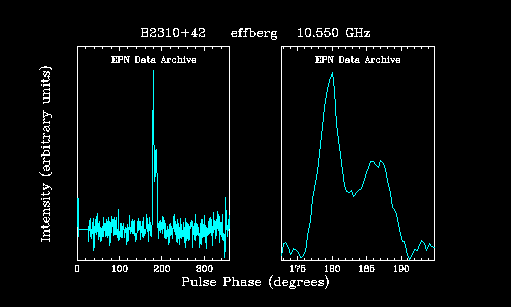 B2310+42 effberg 10.550 GHz
EPN Data Archive
EPN Data Archive
Intensity (arbitrary units)
0 100 200 300
175 180 185 190
Pulse Phase (degrees)